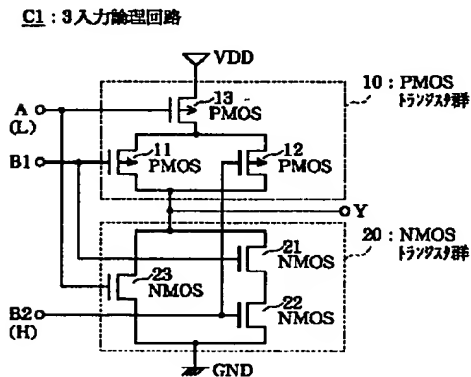 C1 : 3入力論理回路
VDD
10 : PMOS
トランジスタ群
13
PMOS
A
(L)
B1
11
PMOS
12
PMOS
Y
20 : NMOS
トランジスタ群
21
NMOS
23
NMOS
22
NMOS
B2
(H)
GND